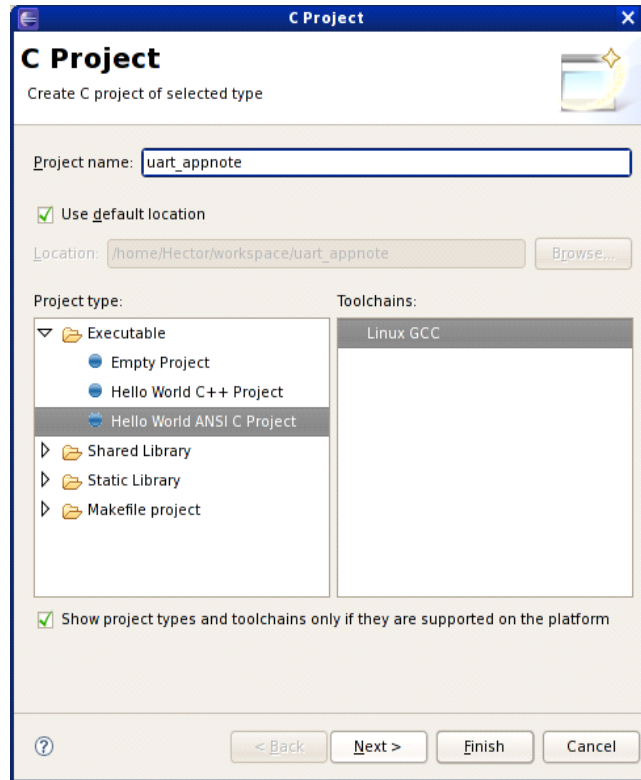 C Project
C Project
Create C project of selected type
Project name: uart_appnote
Use default location
Location: /home/Hector/workspace/uart_appnote Browse...
Project type:
Executable
Empty Project
Hello World C++ Project
Hello World ANSI C Project
Shared Library
Static Library
Makefile project
Toolchains:
Linux GCC
Show project types and toolchains only if they are supported on the platform
? < Back Next > Finish Cancel